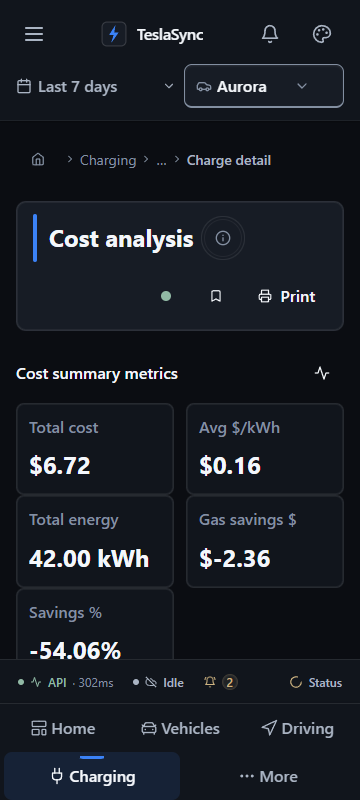 TeslaSync
Last 7 days
Aurora
Charging
...
Charge detail
Cost analysis
Print
Cost summary metrics
Total cost
Avg $/kWh
$6.72
$0.16
Total energy
Gas savings $
42.00 kWh
$-2.36
Savings %
-54.06%
API · 302ms
Idle
2
Status
Home
Vehicles
Driving
Charging
More